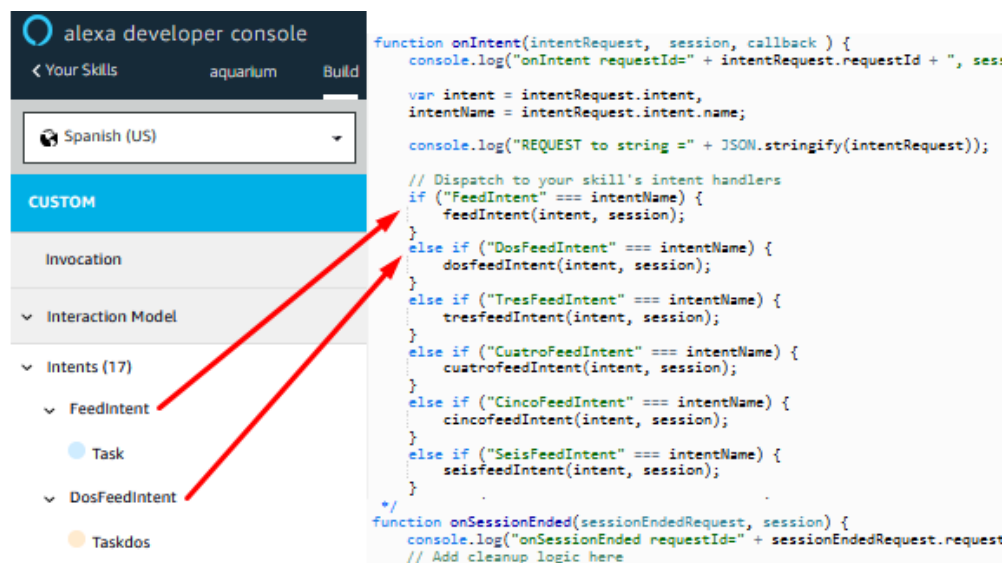 alexa developer console
Your Skills aquarium Build
Spanish (US)
CUSTOM
Invocation
Interaction Model
Intents (17)
FeedIntent
Task
DosFeedIntent
Taskdos
function onIntent(intentRequest, session, callback ) {
console.log("onIntent requestId=" + intentRequest.requestId + ", ses
var intent = intentRequest.intent,
intentName = intentRequest.intent.name;
console.log("REQUEST to string =" + JSON.stringify(intentRequest));
// Dispatch to your skill's intent handlers
if ("FeedIntent" === intentName) {
feedIntent(intent, session);
}
else if ("DosFeedIntent" === intentName) {
dosfeedIntent(intent, session);
}
else if ("TresFeedIntent" === intentName) {
tresfeedIntent(intent, session);
}
else if ("CuatroFeedIntent" === intentName) {
cuatrofeedIntent(intent, session);
}
else if ("CincoFeedIntent" === intentName) {
cincofeedIntent(intent, session);
}
else if ("SeisFeedIntent" === intentName) {
seisfeedIntent(intent, session);
}
*/
function onSessionEnded(sessionEndedRequest, session) {
console.log("onSessionEnded requestId=" + sessionEndedRequest.request
// Add cleanup logic here